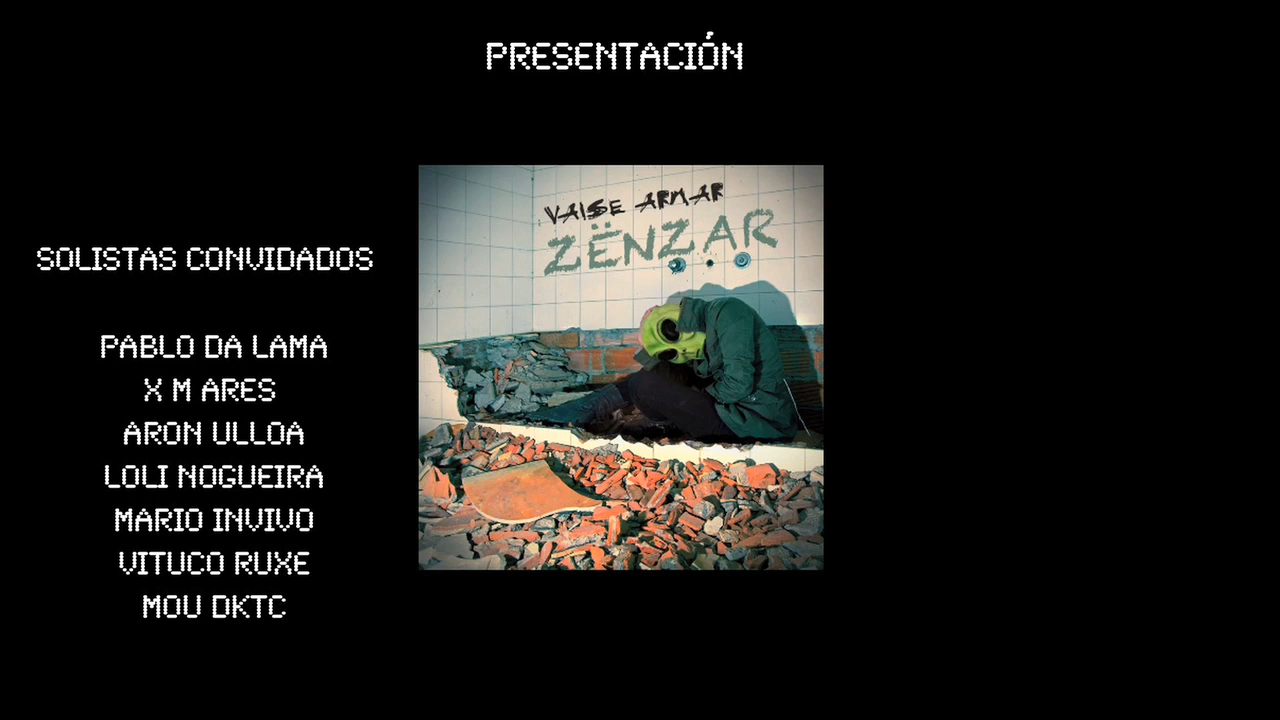 PRESENTACIÓN
SOLISTAS CONVIDADOS
PABLO DA LAMA
X M ARES
ARON ULLOA
LOLI NOGUEIRA
MARIO INVIVO
VITUCO RUXE
MOU DKTC
VAISE ARMAR
ZËNZAR